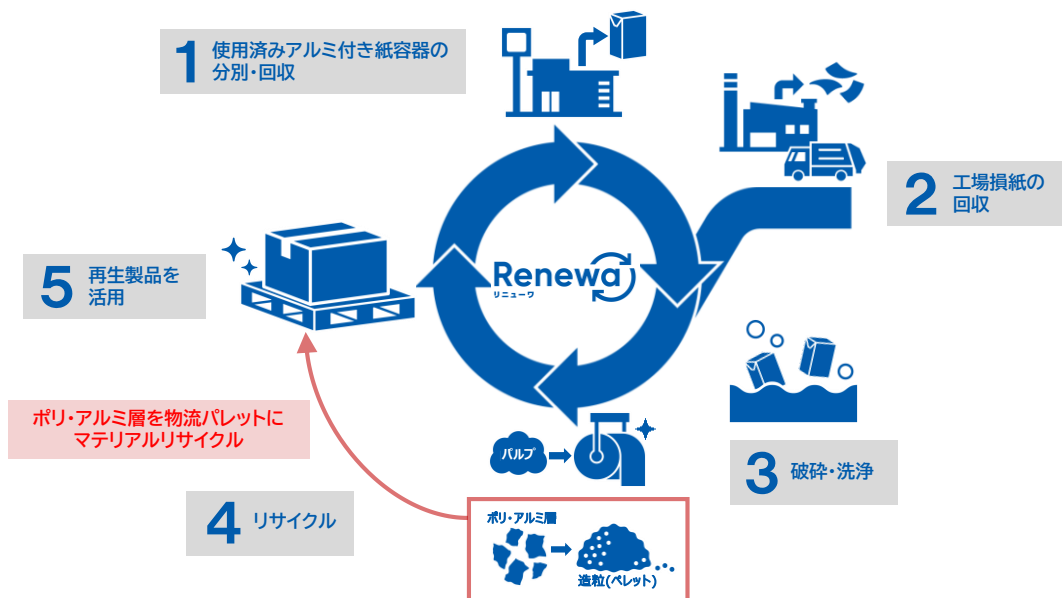 1
使用済みアルミ付き紙容器の
分別・回収
2
工場損紙の
回収
Renewa
リニューワ
5
再生製品を
活用
ポリ・アルミ層を物流パレットに
マテリアルリサイクル
パルプ
3
破砕・洗浄
4
リサイクル
ポリ・アルミ層
造粒(ペレット)